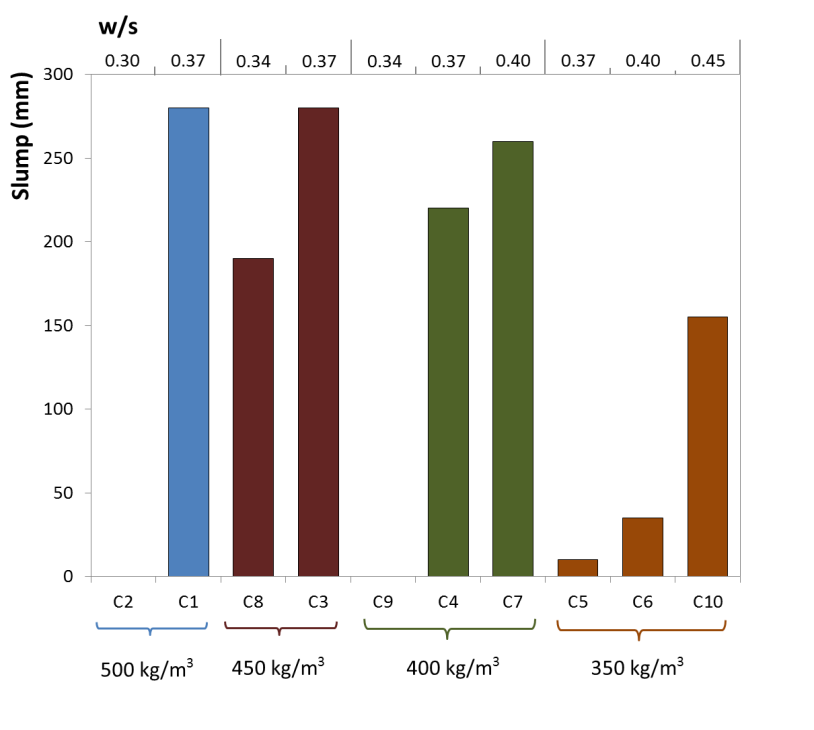 w/s
0.30 0.37 0.34 0.37 0.34 0.37 0.40 0.37 0.40 0.45
Slump (mm)
300
250
200
150
100
50
0
C2 C1 C8 C3 C9 C4 C7 C5 C6 C10
500 kg/m³ 450 kg/m³ 400 kg/m³ 350 kg/m³